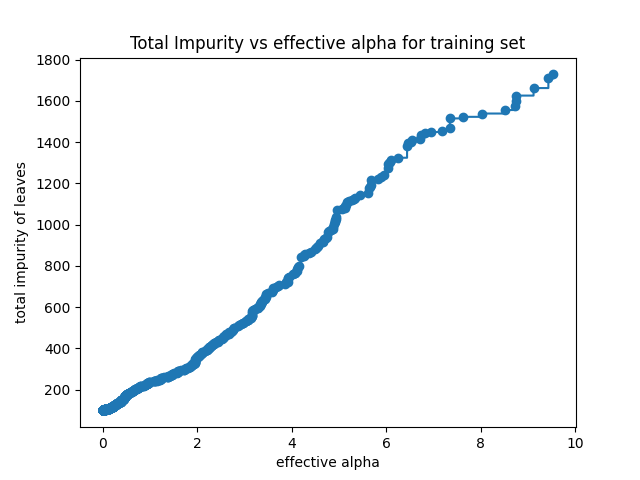 Total Impurity vs effective alpha for training set
total impurity of leaves
1800
1600
1400
1200
1000
800
600
400
200
0 2 4 6 8 10
effective alpha